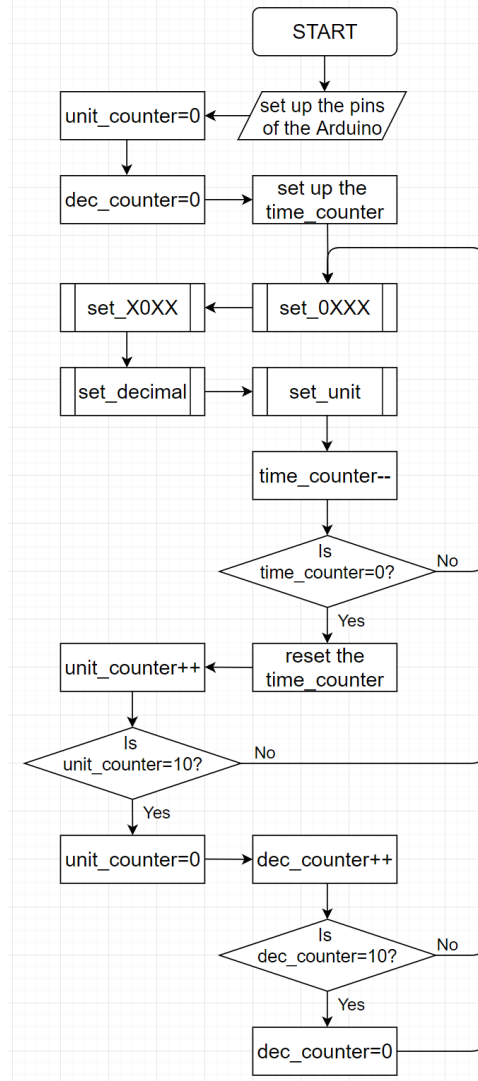 START
set up the pins
of the Arduino
unit_counter=0
dec_counter=0
set up the
time_counter
set_0XXX
set_X0XX
set_decimal
set_unit
time_counter--
Is
time_counter=0?
No
Yes
reset the
time_counter
unit_counter++
Is
unit_counter=10?
No
Yes
unit_counter=0
dec_counter++
Is
dec_counter=10?
No
Yes
dec_counter=0